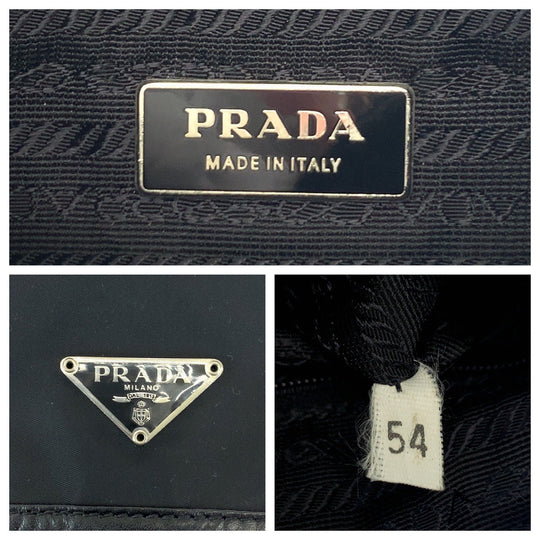 PRADA
MADE IN ITALY
PRADA
MILANO
DAL 1913
54